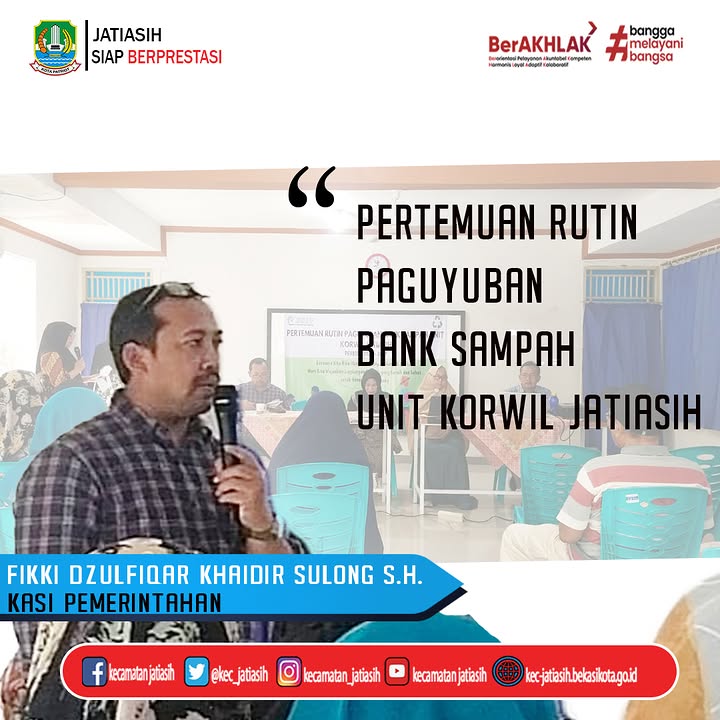 JATIASIH
SIAP BERPRESTASI
KOTA PATRIOT
BerAKHLAK
Berorientasi Pelayanan Akuntabel Kompeten
Harmonis Loyal Adaptif Kolaboratif
#bangga
melayani
bangsa
“
PERTEMUAN RUTIN
PAGUYUBAN
BANK SAMPAH
UNIT KORWIL JATIASIH
PERTEMUAN RUTIN
KORWIL
FIKKI DZULFIQAR KHAIDIR SULONG S.H.
KASI PEMERINTAHAN
kecamatan jatiasih
@kec_jatiasih
kecamatan_jatiasih
kecamatan jatiasih
kec-jatiasih.bekasikota.go.id